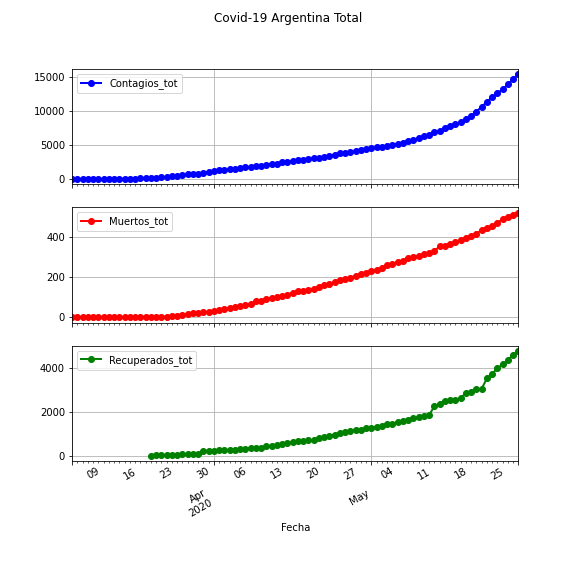 Covid-19 Argentina Total
15000
10000
5000
0
Contagios_tot
400
200
0
Muertos_tot
4000
2000
0
Recuperados_tot
09 16 23 30 06 13 20 27 04 11 18 25
Apr
2020
May
Fecha